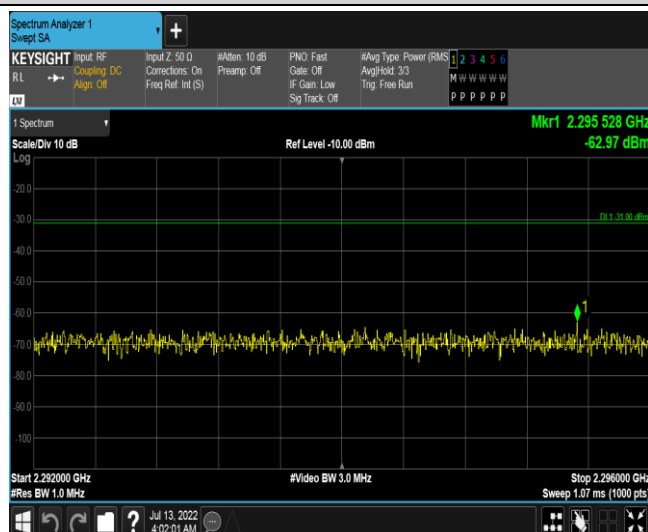 Spectrum Analyzer 1
Swept SA
+
KEYSIGHT
RL
LXI
Input: RF
Coupling: DC
Align: Off
Input Z: 50 Ω
Corrections: On
Freq Ref: Int (S)
#Atten: 10 dB
Preamp: Off
PNO: Fast
Gate: Off
IF Gain: Low
Sig Track: Off
#Avg Type: Power (RMS
Avg|Hold: 3/3
Trig: Free Run
1 2 3 4 5 6
M W W W W W
P P P P P P
1 Spectrum
Mkr1 2.295 528 GHz
Scale/Div 10 dB
Ref Level -10.00 dBm
-62.97 dBm
Log
-20.0
-30.0
DL1 -31.00 dBm
-40.0
-50.0
-60.0
1
-70.0
-80.0
-90.0
-100
Start 2.292000 GHz
#Video BW 3.0 MHz
Stop 2.296000 GHz
#Res BW 1.0 MHz
Sweep 1.07 ms (1000 pts)
?
Jul 13, 2022
4:02:01 AM